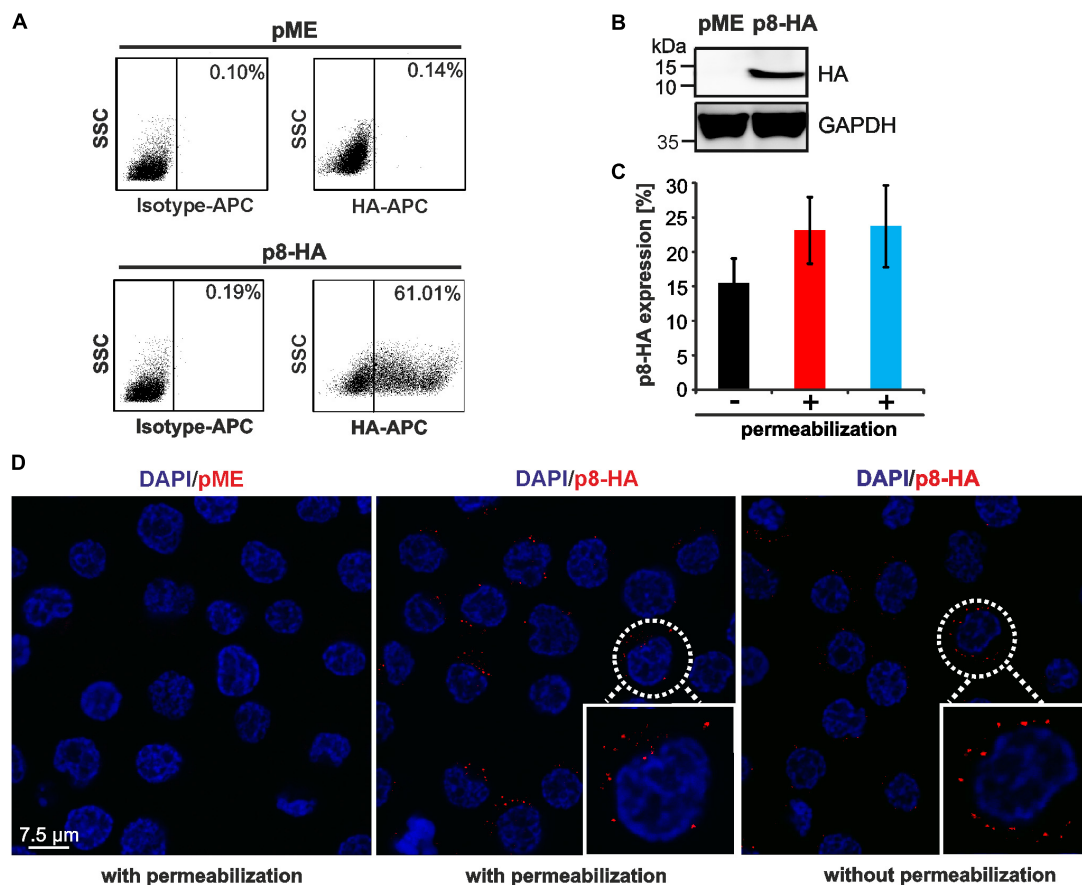 A
pME
0.10%
0.14%
SSC
SSC
Isotype-APC
HA-APC
p8-HA
0.19%
61.01%
SSC
SSC
Isotype-APC
HA-APC
B
pME p8-HA
kDa
15
10
HA
35
GAPDH
C
p8-HA expression [%]
30
25
20
15
10
5
0
- + +
permeabilization
D
DAPI/pME
DAPI/p8-HA
DAPI/p8-HA
7.5 µm
with permeabilization
with permeabilization
without permeabilization